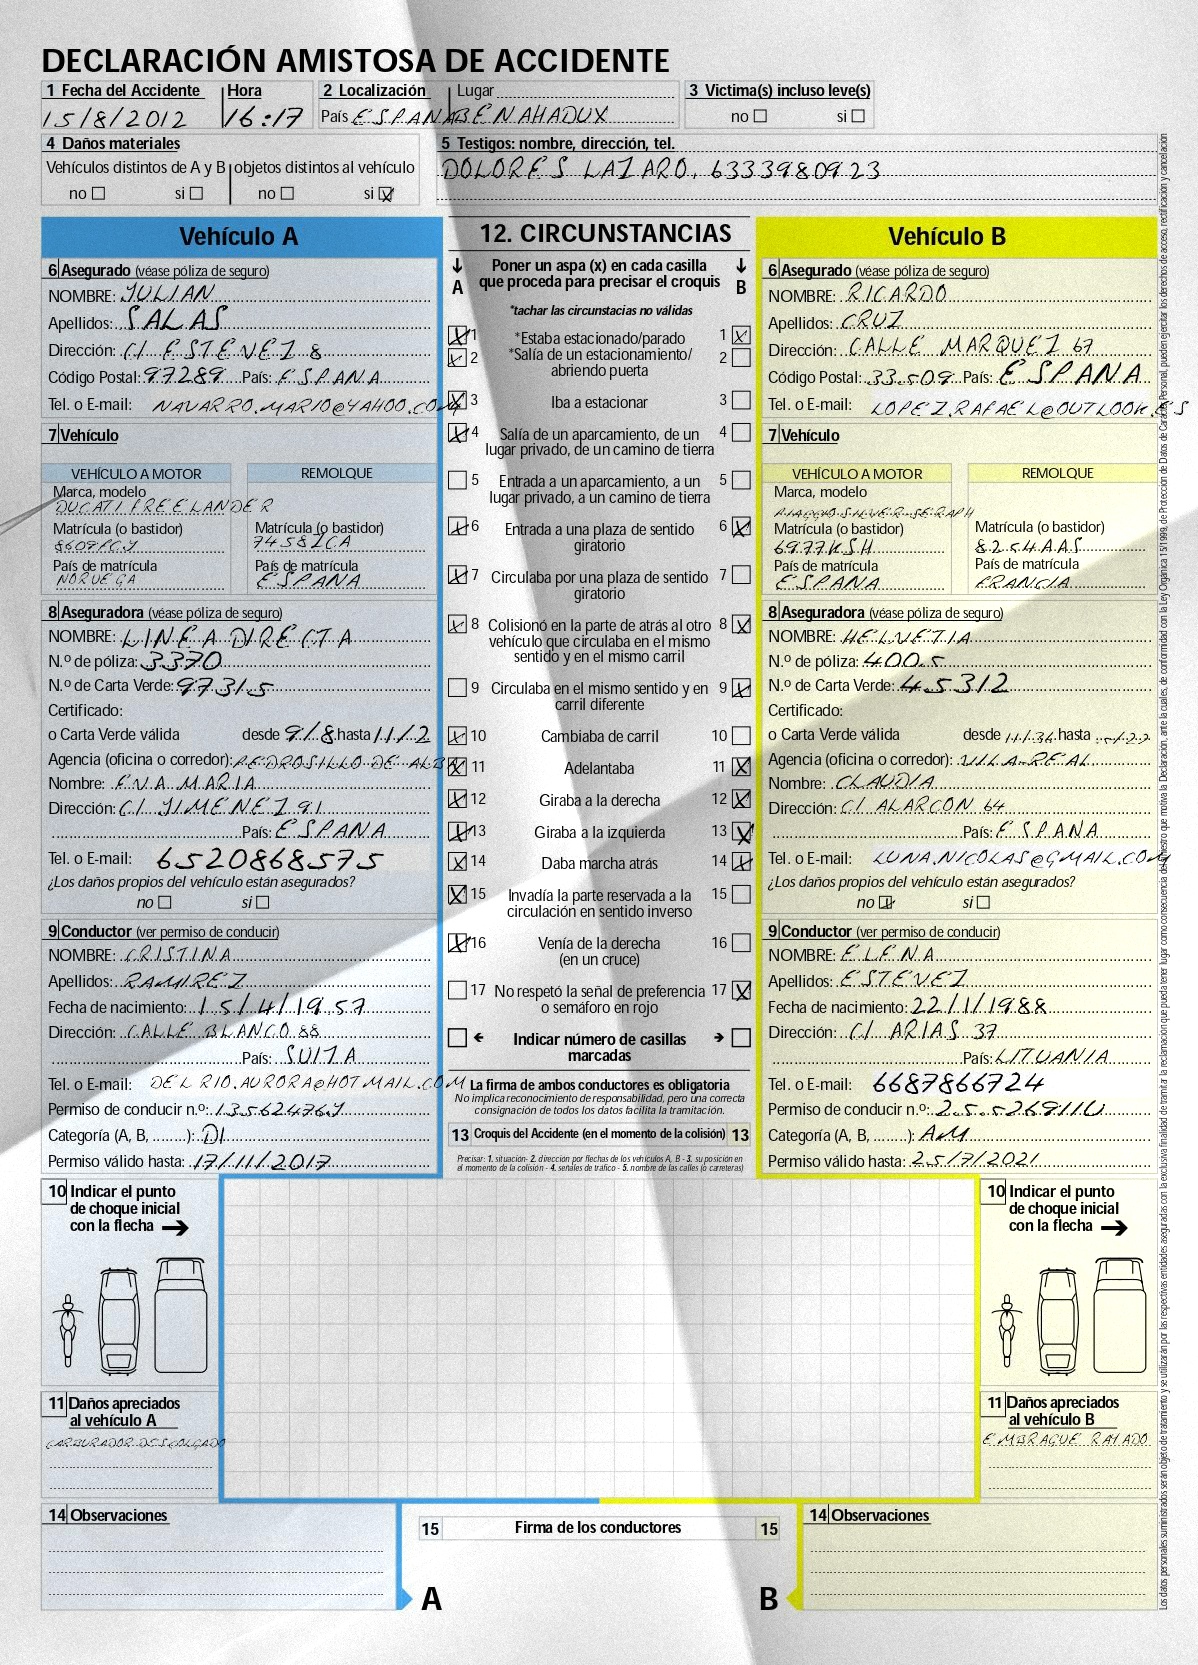 DECLARACIÓN AMISTOSA DE ACCIDENTE
1 Fecha del Accidente Hora 2 Localización Lugar 3 Victima(s) incluso leve(s)
15/8/2012 16:17 País ESPANA BENAHADUX no si
4 Daños materiales 5 Testigos: nombre, dirección, tel.
Vehículos distintos de A y B objetos distintos al vehículo DOLORES LAZARO, 6333980923
no si no si
Vehículo A
6 Asegurado (véase póliza de seguro)
NOMBRE: JULIAN
Apellidos: SALAS
Dirección: C/ ESTEVEZ 8
Código Postal: 97289 País: ESPANA
Tel. o E-mail: NAVARRO.MARIO@YAHOO.COM
7 Vehículo
VEHÍCULO A MOTOR REMOLQUE
Marca, modelo
DUCATI FREELANDER
Matrícula (o bastidor) Matrícula (o bastidor)
8609PCY 7458ZCA
País de matrícula País de matrícula
NORUEGA ESPANA
8 Aseguradora (véase póliza de seguro)
NOMBRE: LINEA DIRECTA
N.º de póliza: 3370
N.º de Carta Verde: 97315
Certificado:
o Carta Verde válida desde 9/8 hasta 11/2
Agencia (oficina o corredor): PEDROSILLO DE ALBA
Nombre: EVA MARIA
Dirección: C/ JIMENEZ 91
País: ESPANA
Tel. o E-mail: 6520868575
¿Los daños propios del vehículo están asegurados?
no si
9 Conductor (ver permiso de conducir)
NOMBRE: CRISTINA
Apellidos: RAMIREZ
Fecha de nacimiento: 15/4/1957
Dirección: CALLE BLANCO 88
País: SUIZA
Tel. o E-mail: DELRIO.AURORA@HOTMAIL.COM
Permiso de conducir n.º: 13562476J
Categoría (A, B, ........): D1
Permiso válido hasta: 17/11/2017
12. CIRCUNSTANCIAS
A Poner un aspa (x) en cada casilla B
que proceda para precisar el croquis
*tachar las circunstacias no válidas
1 *Estaba estacionado/parado 1
2 *Salía de un estacionamiento/ 2
abriendo puerta
3 Iba a estacionar 3
4 Salía de un aparcamiento, de un 4
lugar privado, de un camino de tierra
5 Entrada a un aparcamiento, a un 5
lugar privado, a un camino de tierra
6 Entrada a una plaza de sentido 6
giratorio
7 Circulaba por una plaza de sentido 7
giratorio
8 Colisionó en la parte de atrás al otro 8
vehículo que circulaba en el mismo
sentido y en el mismo carril
9 Circulaba en el mismo sentido y en 9
carril diferente
10 Cambiaba de carril 10
11 Adelantaba 11
12 Giraba a la derecha 12
13 Giraba a la izquierda 13
14 Daba marcha atrás 14
15 Invadía la parte reservada a la 15
circulación en sentido inverso
16 Venía de la derecha 16
(en un cruce)
17 No respetó la señal de preferencia 17
o semáforo en rojo
Indicar número de casillas
marcadas
La firma de ambos conductores es obligatoria
No implica reconocimiento de responsabilidad, pero una correcta
consignación de todos los datos facilita la tramitación.
13 Croquis del Accidente (en el momento de la colisión) 13
Precisar: 1. situación- 2. dirección por flechas de los vehículos A, B - 3. su posición en
el momento de la colisión - 4. señales de tráfico - 5. nombre de las calles (o carreteras)
Vehículo B
6 Asegurado (véase póliza de seguro)
NOMBRE: RICARDO
Apellidos: CRUZ
Dirección: CALLE MARQUEZ 67
Código Postal: 33509 País: ESPANA
Tel. o E-mail: LOPEZ.RAFAEL@OUTLOOK.ES
7 Vehículo
VEHÍCULO A MOTOR REMOLQUE
Marca, modelo
PIAGGIO SILVER SERAPH
Matrícula (o bastidor) Matrícula (o bastidor)
6977KSH 8254AAS
País de matrícula País de matrícula
ESPANA FRANCIA
8 Aseguradora (véase póliza de seguro)
NOMBRE: HELVETIA
N.º de póliza: 4005
N.º de Carta Verde: 45312
Certificado:
o Carta Verde válida desde hasta
Agencia (oficina o corredor): VILA-REAL
Nombre: CLAUDIA
Dirección: C/ ALARCON 64
País: ESPANA
Tel. o E-mail: LUNA.NICOLAS@GMAIL.COM
¿Los daños propios del vehículo están asegurados?
no si
9 Conductor (ver permiso de conducir)
NOMBRE: ELENA
Apellidos: ESTEVEZ
Fecha de nacimiento: 22/1/1988
Dirección: C/ ARIAS 37
País: LITUANIA
Tel. o E-mail: 6687866724
Permiso de conducir n.º: 25526911U
Categoría (A, B, ........): AM
Permiso válido hasta: 25/7/2021
10 Indicar el punto
de choque inicial
con la flecha
11 Daños apreciados
al vehículo A
CARBURADOR DESCOLGADO
10 Indicar el punto
de choque inicial
con la flecha
11 Daños apreciados
al vehículo B
EMBRAGUE RAYADO
14 Observaciones
15 Firma de los conductores 15
A B
14 Observaciones